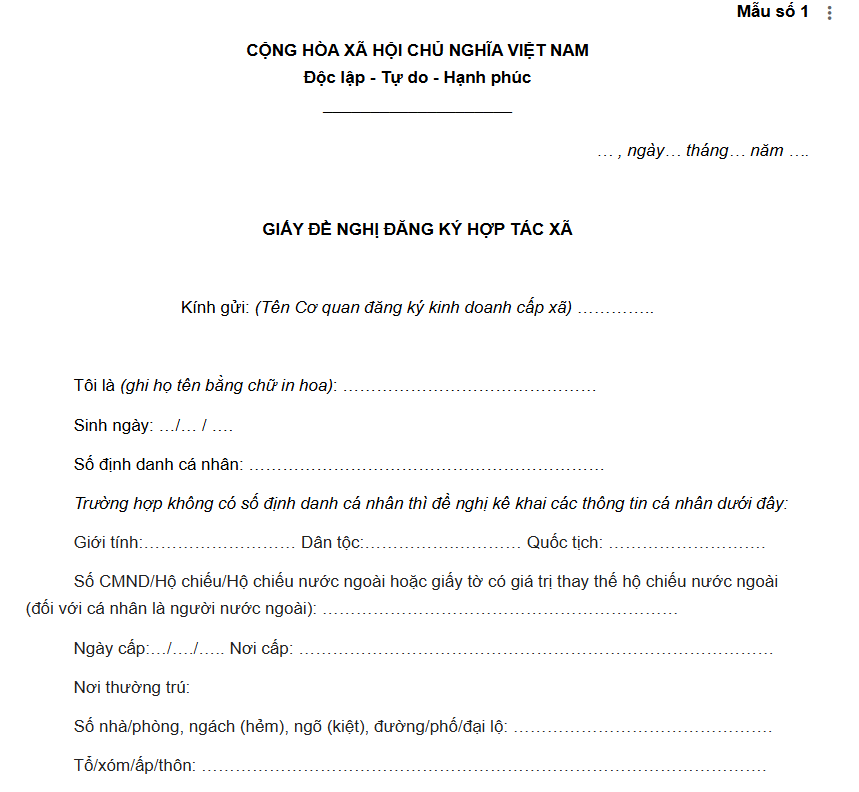 Mẫu số 1
CỘNG HÒA XÃ HỘI CHỦ NGHĨA VIỆT NAM
Độc lập - Tự do - Hạnh phúc
… , ngày… tháng… năm ….
GIẤY ĐỀ NGHỊ ĐĂNG KÝ HỢP TÁC XÃ
Kính gửi: (Tên Cơ quan đăng ký kinh doanh cấp xã) …………..
Tôi là (ghi họ tên bằng chữ in hoa): ………………………………………
Sinh ngày: …/… / ….
Số định danh cá nhân: ………………………………………………………
Trường hợp không có số định danh cá nhân thì đề nghị kê khai các thông tin cá nhân dưới đây:
Giới tính:……………………… Dân tộc:………………………. Quốc tịch: ……………………….
Số CMND/Hộ chiếu/Hộ chiếu nước ngoài hoặc giấy tờ có giá trị thay thế hộ chiếu nước ngoài
(đối với cá nhân là người nước ngoài): ………………………………………………………
Ngày cấp:…/…./….. Nơi cấp: …………………………………………………………………………
Nơi thường trú:
Số nhà/phòng, ngách (hẻm), ngõ (kiệt), đường/phố/đại lộ: ……………………………………….
Tổ/xóm/ấp/thôn: ……………………………………………………………………………………….